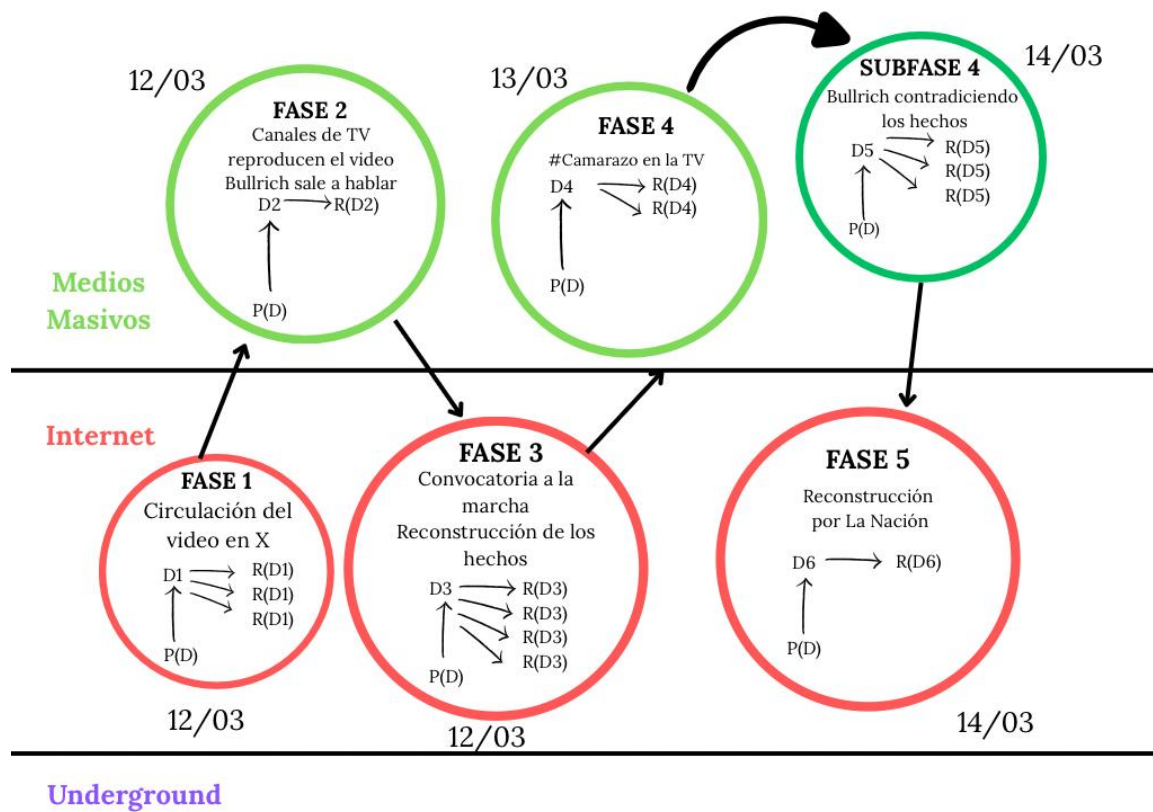 12/03
FASE 2
Canales de TV
reproducen el video
Bullrich sale a hablar
D2 R(D2)
P(D)
13/03
FASE 4
#Camarazo en la TV
D4 R(D4)
R(D4)
P(D)
14/03
SUBFASE 4
Bullrich contradiciendo
los hechos
D5 R(D5)
R(D5)
R(D5)
P(D)
Medios
Masivos
Internet
FASE 1
Circulación del
video en X
D1 R(D1)
R(D1)
R(D1)
P(D)
12/03
FASE 3
Convocatoria a la
marcha
Reconstrucción de los
hechos
D3 R(D3)
R(D3)
R(D3)
R(D3)
P(D)
12/03
FASE 5
Reconstrucción
por La Nación
D6 R(D6)
P(D)
14/03
Underground